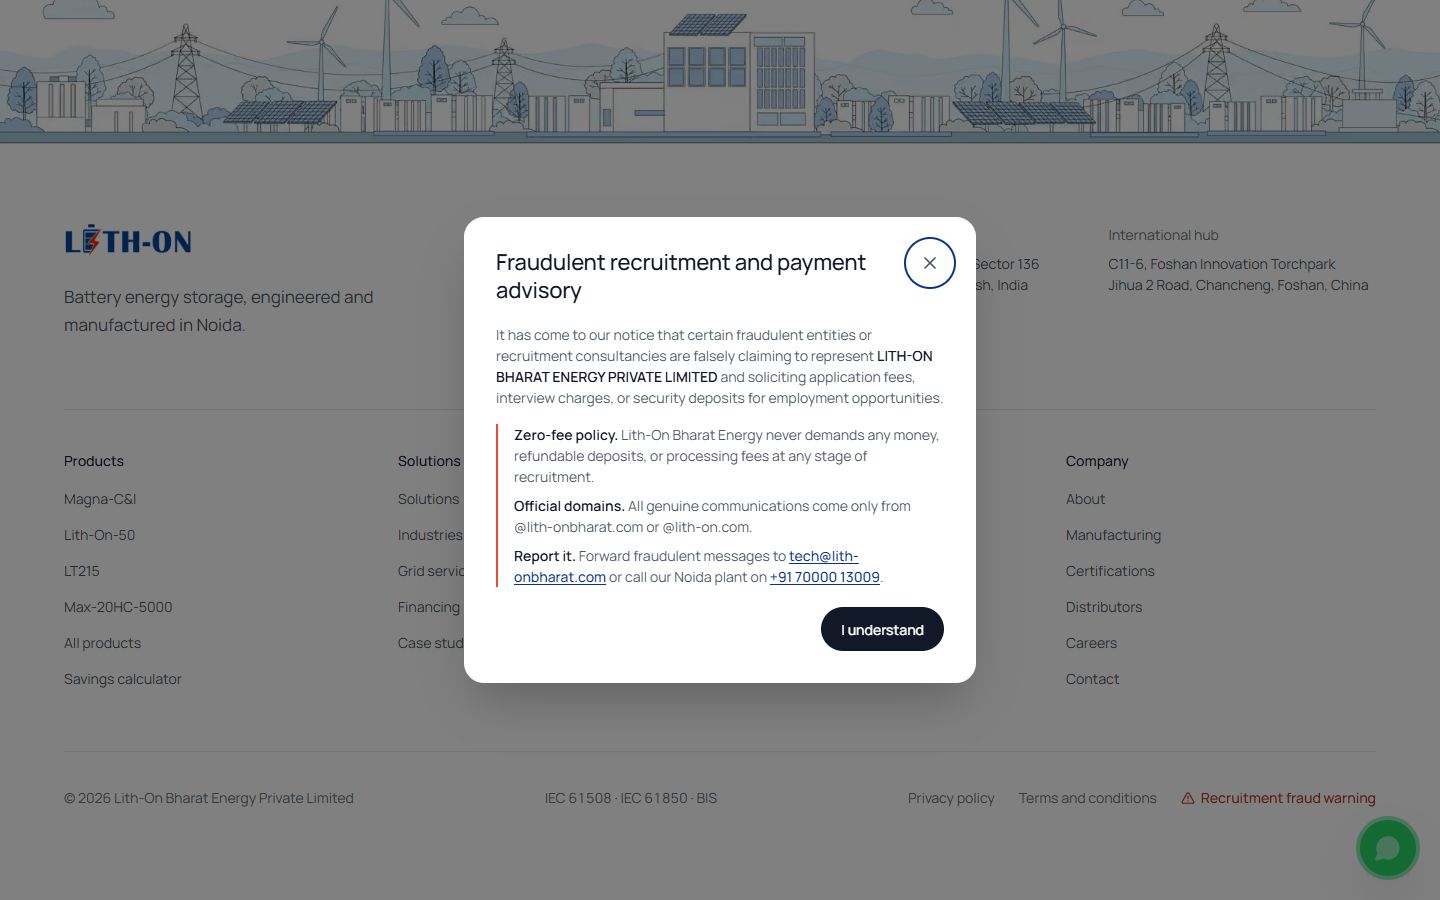 LITH-ON
Battery energy storage, engineered and
manufactured in Noida.
Sector 136
sh, India
International hub
C11-6, Foshan Innovation Torchpark
Jihua 2 Road, Chancheng, Foshan, China
Fraudulent recruitment and payment
advisory
It has come to our notice that certain fraudulent entities or
recruitment consultancies are falsely claiming to represent LITH-ON
BHARAT ENERGY PRIVATE LIMITED and soliciting application fees,
interview charges, or security deposits for employment opportunities.
Zero-fee policy. Lith-On Bharat Energy never demands any money,
refundable deposits, or processing fees at any stage of
recruitment.
Official domains. All genuine communications come only from
@lith-onbharat.com or @lith-on.com.
Report it. Forward fraudulent messages to tech@lith-
onbharat.com or call our Noida plant on +91 70000 13009.
I understand
Products
Magna-C&I
Lith-On-50
LT215
Max-20HC-5000
All products
Savings calculator
Solutions
Solutions
Industries
Grid servic
Financing
Case stud
Company
About
Manufacturing
Certifications
Distributors
Careers
Contact
© 2026 Lith-On Bharat Energy Private Limited
IEC 61508 · IEC 61850 · BIS
Privacy policy
Terms and conditions
Recruitment fraud warning